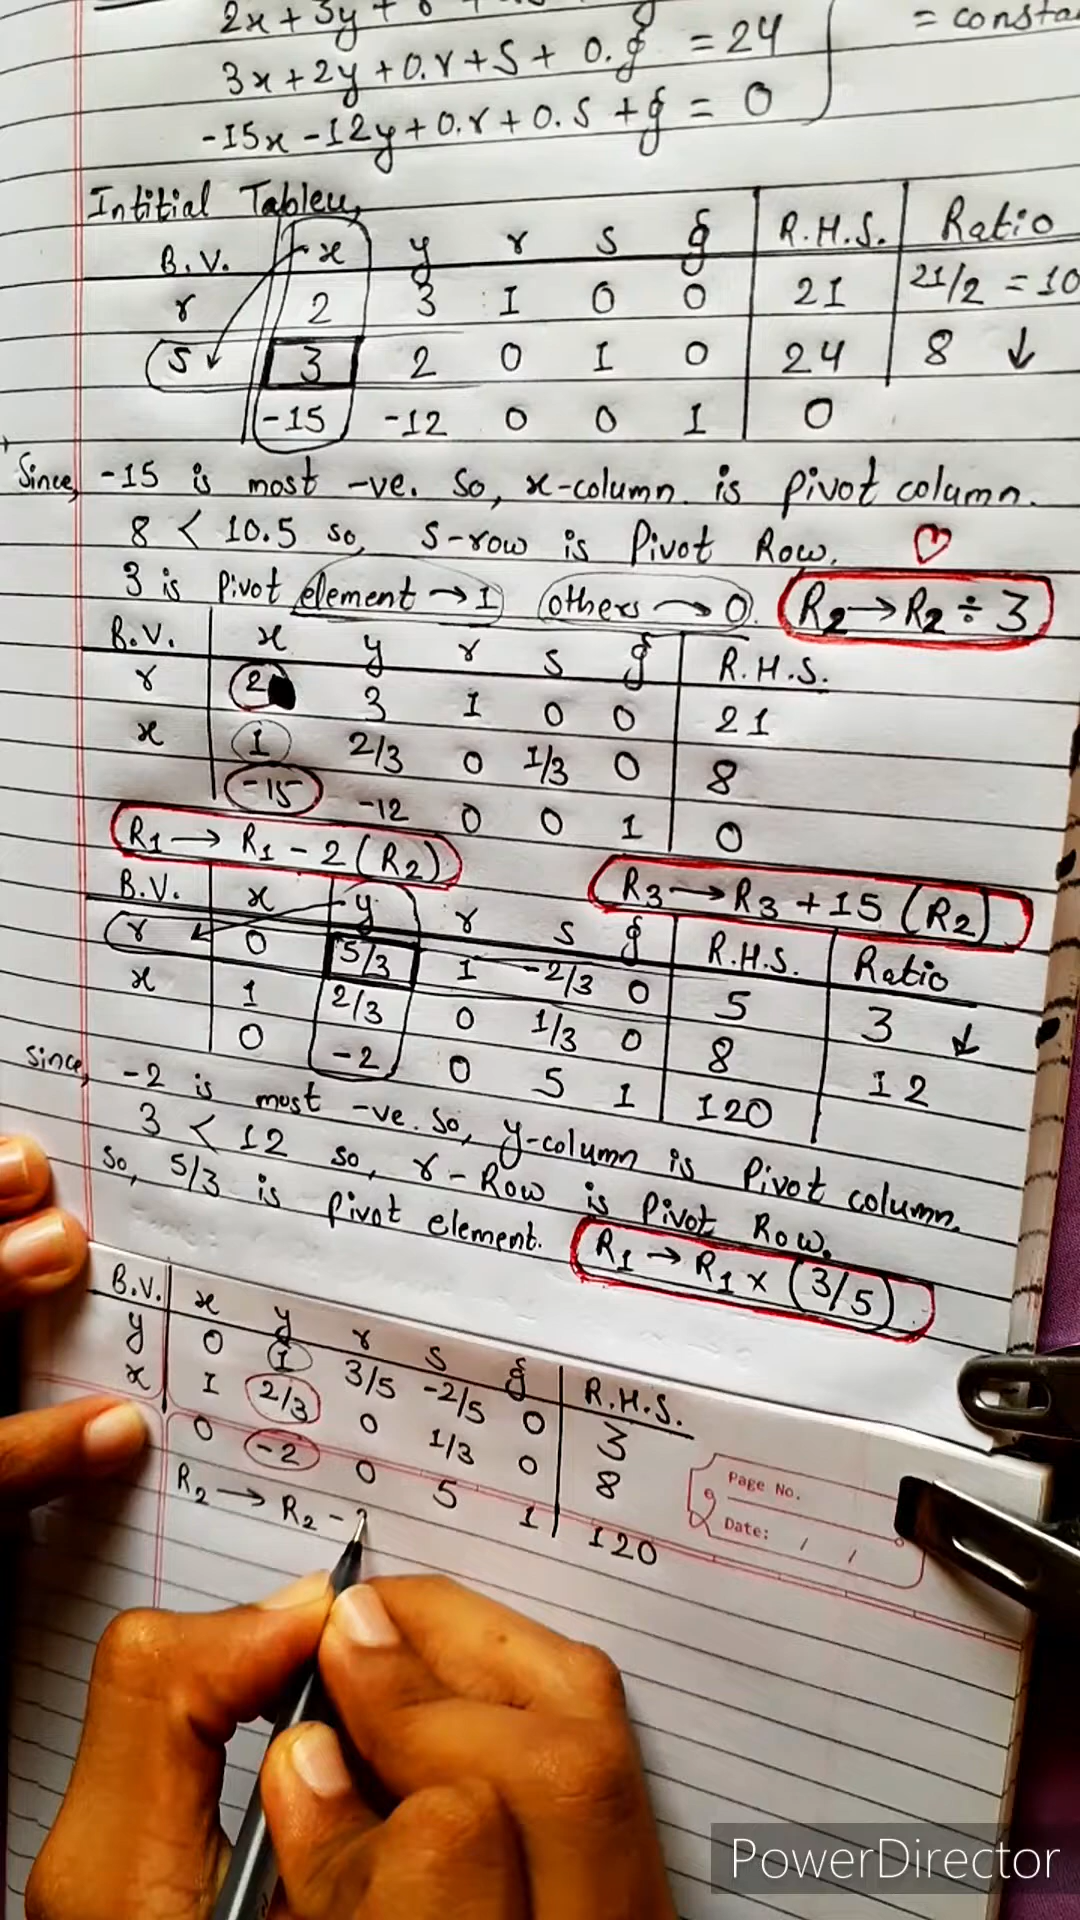 2x + 3y +
= consta
3x + 2y + 0.r + s + 0.f = 24
-15x - 12y + 0.r + 0.s + f = 0
Intitial Tableu,
B.V. x y r s f R.H.S. Ratio
r 2 3 1 0 0 21 21/2 = 10
s 3 2 0 1 0 24 8 ↓
-15 -12 0 0 1 0
Since, -15 is most -ve. So, x-column is pivot column.
8 < 10.5 so, s-row is Pivot Row. ♡
3 is pivot element → 1 others → 0. R2 → R2 ÷ 3
B.V. x y r s f R.H.S.
r 2 3 1 0 0 21
x 1 2/3 0 1/3 0 8
-15 -12 0 0 1 0
R1 → R1 - 2(R2) R3 → R3 + 15(R2)
B.V. x y r s f R.H.S. Ratio
r 0 5/3 1 -2/3 0 5 3 ↓
x 1 2/3 0 1/3 0 8 12
0 -2 0 5 1 120
Since, -2 is most -ve. So, y-column is Pivot column.
3 < 12 so, r-Row is Pivot Row.
So, 5/3 is pivot element. R1 → R1 x (3/5)
B.V. x y r s f R.H.S.
y 0 1 3/5 -2/5 0 3
x 1 2/3 0 1/3 0 8
0 -2 0 5 1 120
R2 → R2 -
Page No.
Date: / /
PowerDirector